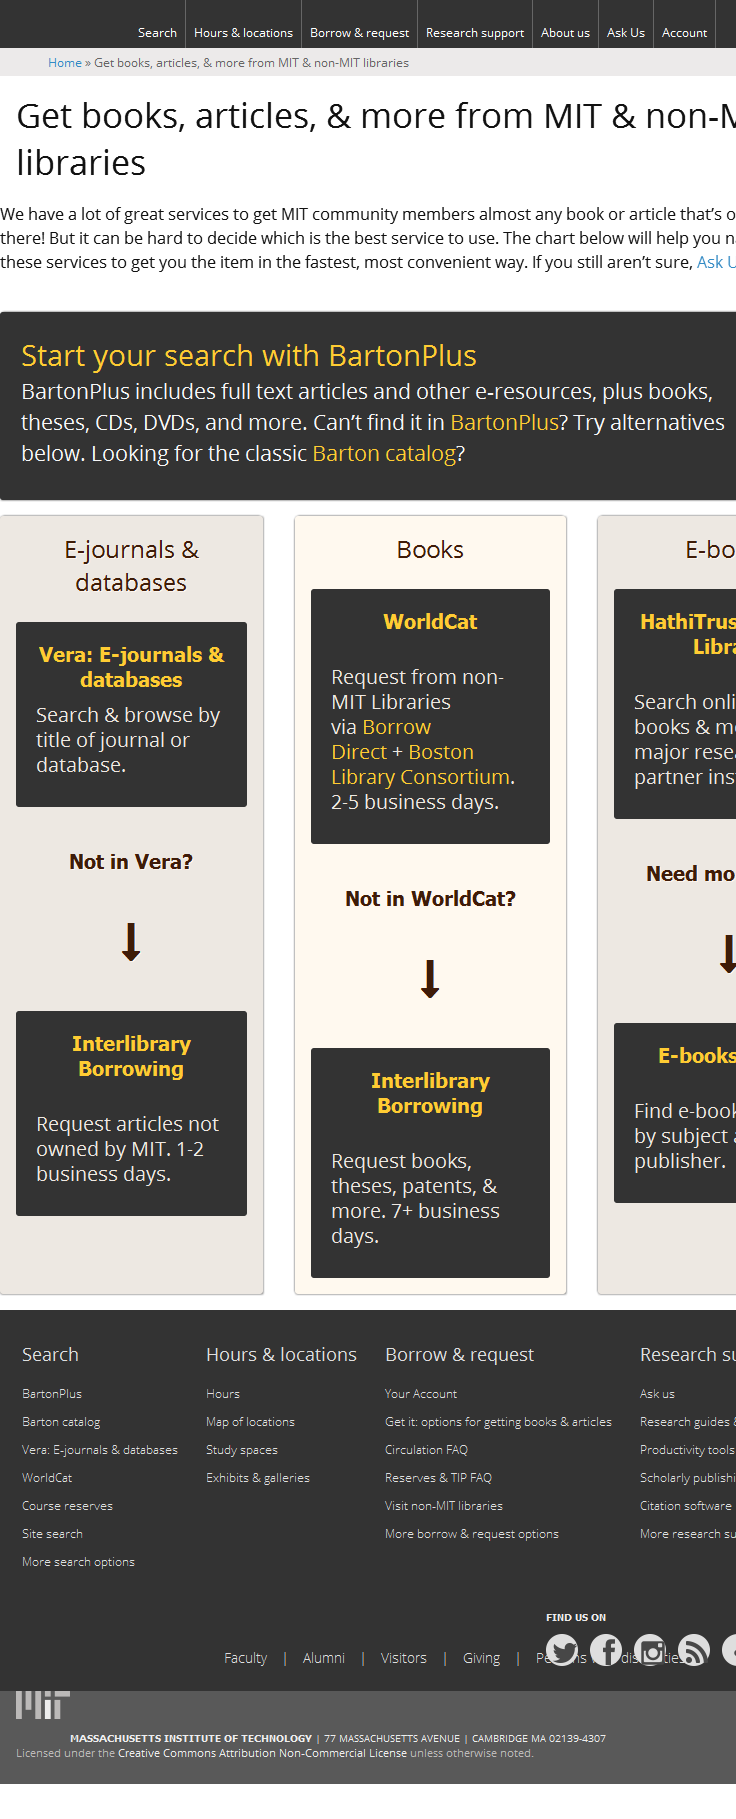 Search Hours & locations Borrow & request Research support About us Ask Us Account
Home » Get books, articles, & more from MIT & non-MIT libraries
Get books, articles, & more from MIT & non-M
libraries
We have a lot of great services to get MIT community members almost any book or article that’s o
there! But it can be hard to decide which is the best service to use. The chart below will help you na
these services to get you the item in the fastest, most convenient way. If you still aren’t sure, Ask U
Start your search with BartonPlus
BartonPlus includes full text articles and other e-resources, plus books,
theses, CDs, DVDs, and more. Can’t find it in BartonPlus? Try alternatives
below. Looking for the classic Barton catalog?
E-journals &
databases
Vera: E-journals &
databases
Search & browse by
title of journal or
database.
Not in Vera?
Interlibrary
Borrowing
Request articles not
owned by MIT. 1-2
business days.
Books
WorldCat
Request from non-
MIT Libraries
via Borrow
Direct + Boston
Library Consortium.
2-5 business days.
Not in WorldCat?
Interlibrary
Borrowing
Request books,
theses, patents, &
more. 7+ business
days.
E-bo
HathiTrus
Libra
Search onli
books & m
major resea
partner ins
Need mo
E-books
Find e-book
by subject a
publisher.
Search
BartonPlus
Barton catalog
Vera: E-journals & databases
WorldCat
Course reserves
Site search
More search options
Hours & locations
Hours
Map of locations
Study spaces
Exhibits & galleries
Borrow & request
Your Account
Get it: options for getting books & articles
Circulation FAQ
Reserves & TIP FAQ
Visit non-MIT libraries
More borrow & request options
Research su
Ask us
Research guides &
Productivity tools
Scholarly publishi
Citation software
More research su
FIND US ON
Faculty | Alumni | Visitors | Giving |
MIT
MASSACHUSETTS INSTITUTE OF TECHNOLOGY | 77 MASSACHUSETTS AVENUE | CAMBRIDGE MA 02139-4307
Licensed under the Creative Commons Attribution Non-Commercial License unless otherwise noted.